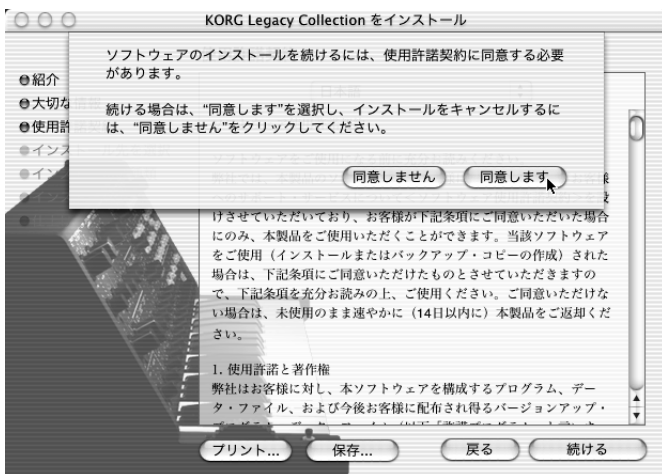 KORG Legacy Collection をインストール
ソフトウェアのインストールを続けるには、使用許諾契約に同意する必要
があります。
続ける場合は、“同意します”を選択し、インストールをキャンセルするに
は、“同意しません”をクリックしてください。
同意しません
同意します
紹介
大切な
使用許
インス
イン
日本語
けさせていただいており、お客様が下記条項にご同意いただいた場合
にのみ、本製品をご使用いただくことができます。当該ソフトウェア
をご使用（インストールまたはバックアップ・コピーの作成）された
場合は、下記条項にご同意いただけたものとさせていただきますの
で、下記条項を充分お読みの上、ご使用ください。ご同意いただけな
い場合は、未使用のまま速やかに（14日以内に）本製品をご返却くだ
さい。
1. 使用許諾と著作権
弊社はお客様に対し、本ソフトウェアを構成するプログラム、デー
タ・ファイル、および今後お客様に配布され得るバージョンアップ・
プリント...
保存...
戻る
続ける